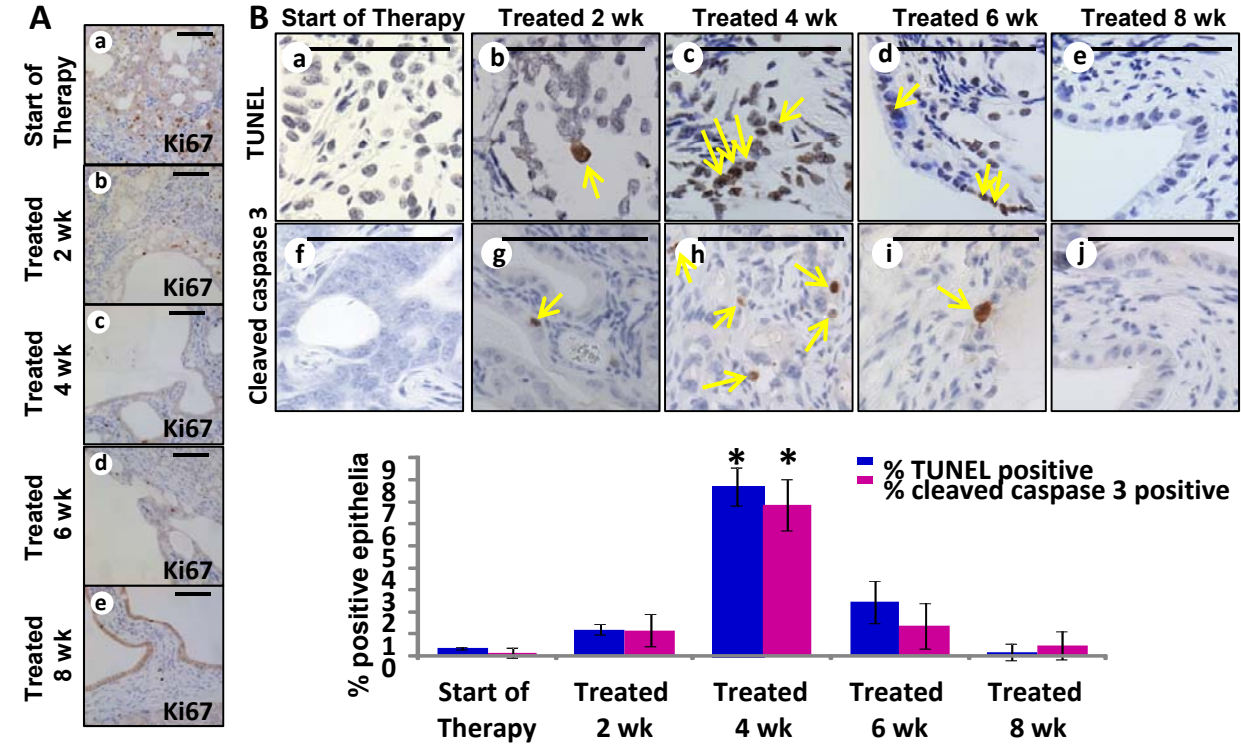 A
a
Start of
Therapy
Ki67
b
Treated
2 wk
Ki67
c
Treated
4 wk
Ki67
d
Treated
6 wk
Ki67
e
Treated
8 wk
Ki67
B
Start of Therapy
Treated 2 wk
Treated 4 wk
Treated 6 wk
Treated 8 wk
TUNEL
a
b
c
d
e
Cleaved caspase 3
f
g
h
i
j
% positive epithelia
9
8
7
6
5
4
3
2
1
0
*
*
% TUNEL positive
% cleaved caspase 3 positive
Start of
Therapy
Treated
2 wk
Treated
4 wk
Treated
6 wk
Treated
8 wk